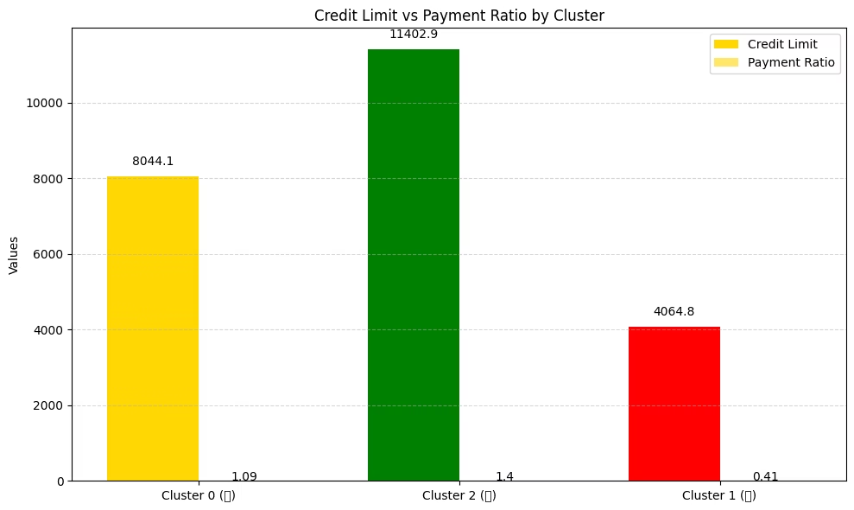 Credit Limit vs Payment Ratio by Cluster
11402.9
Credit Limit
Payment Ratio
10000
8044.1
8000
6000
Values
4064.8
4000
2000
1.09
1.4
0.41
0
Cluster 0 (▯)
Cluster 2 (▯)
Cluster 1 (▯)